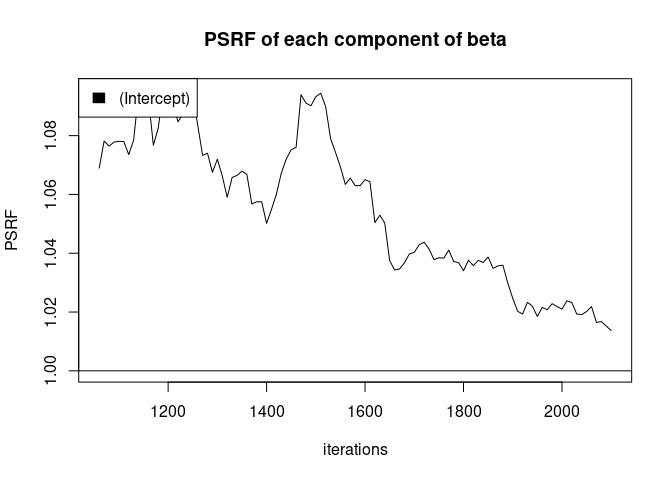 PSRF of each component of beta
(Intercept)
PSRF
1.08
1.06
1.04
1.02
1.00
1200 1400 1600 1800 2000
iterations